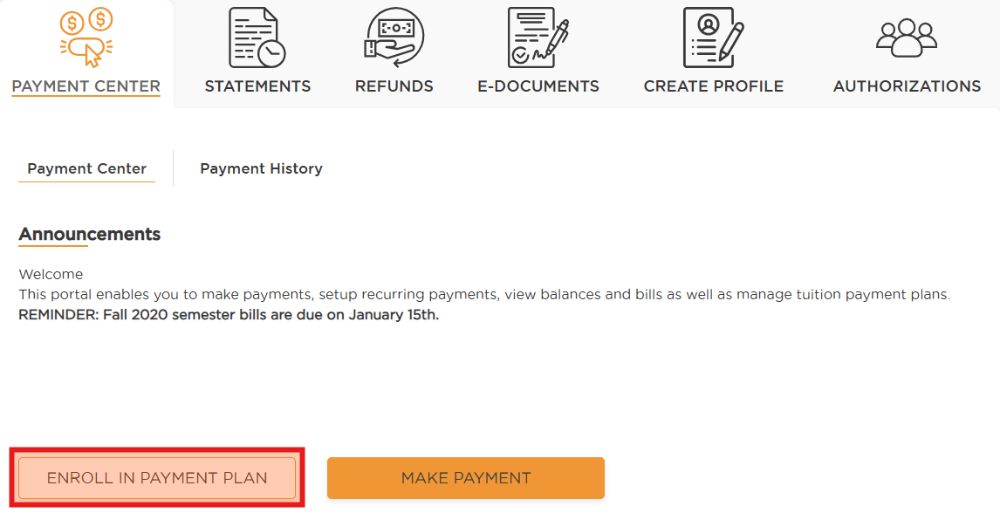 PAYMENT CENTER
STATEMENTS
REFUNDS
E-DOCUMENTS
CREATE PROFILE
AUTHORIZATIONS
Payment Center
Payment History
Announcements
Welcome
This portal enables you to make payments, setup recurring payments, view balances and bills as well as manage tuition payment plans.
REMINDER: Fall 2020 semester bills are due on January 15th.
ENROLL IN PAYMENT PLAN
MAKE PAYMENT